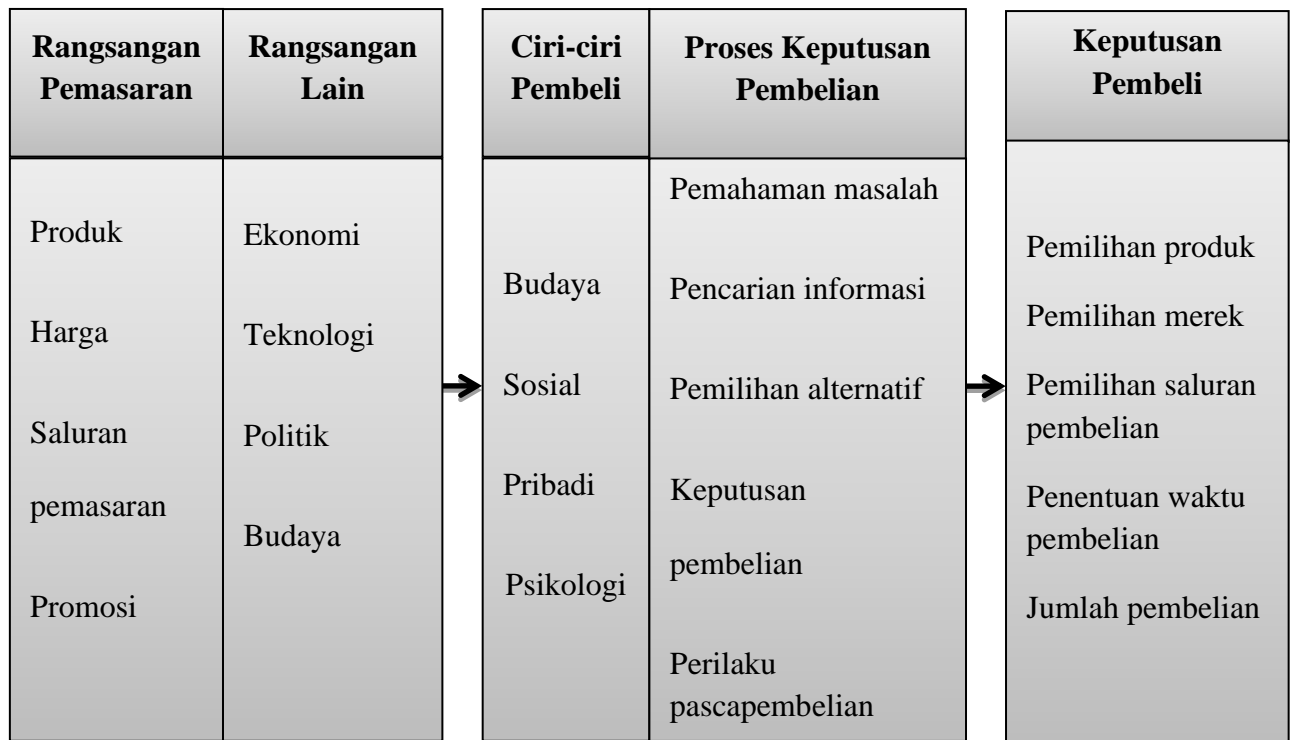 Rangsangan
Pemasaran
Produk
Harga
Saluran
pemasaran
Promosi
Rangsangan
Lain
Ekonomi
Teknologi
Politik
Budaya
Ciri-ciri
Pembeli
Budaya
Sosial
Pribadi
Psikologi
Proses Keputusan
Pembelian
Pemahaman masalah
Pencarian informasi
Pemilihan alternatif
Keputusan
pembelian
Perilaku
pascapembelian
Keputusan
Pembeli
Pemilihan produk
Pemilihan merek
Pemilihan saluran
pembelian
Penentuan waktu
pembelian
Jumlah pembelian